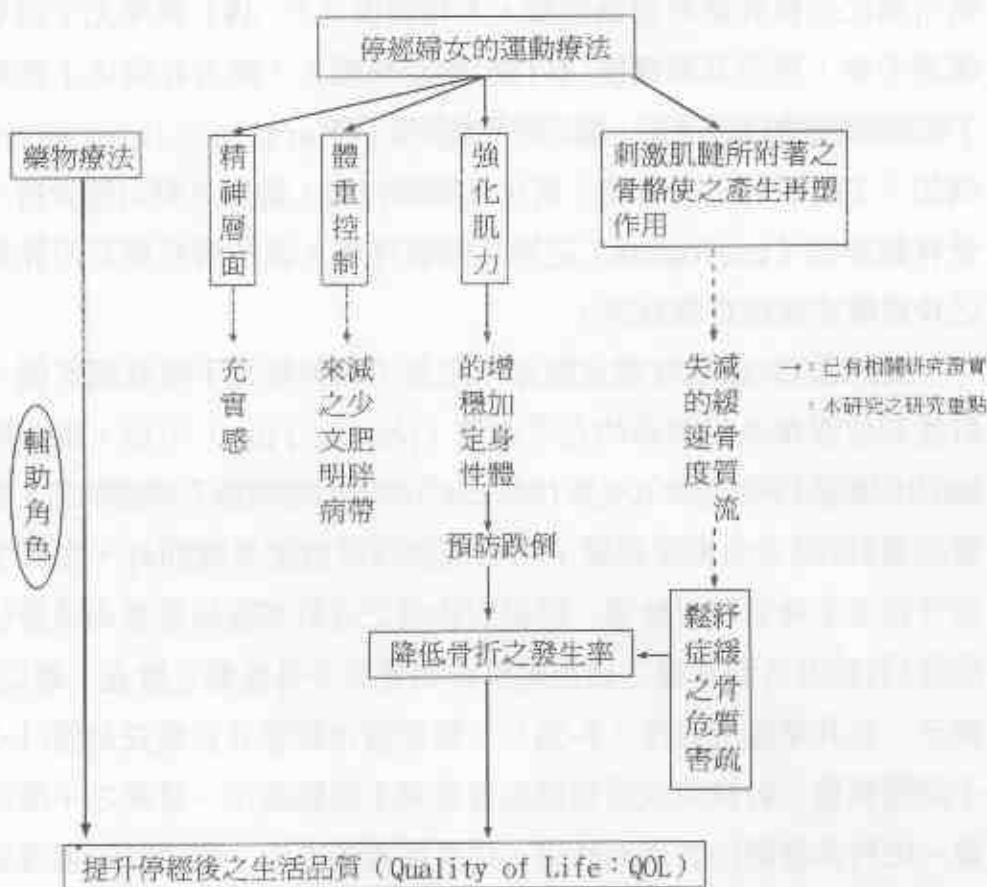 停經婦女的運動療法
藥物療法
精神層面
體重控制
強化肌力
刺激肌腱所附著之
骨骼使之產生再塑
作用
充實感
減少肥胖帶
來之文明病
增加身體
的穩定性
減緩骨質流
失的速度
→：已有相關研究證實
：本研究之研究重點
輔助角色
預防跌倒
降低骨折之發生率
紓緩骨質疏
鬆症之危害
提升停經後之生活品質（Quality of Life：QOL）